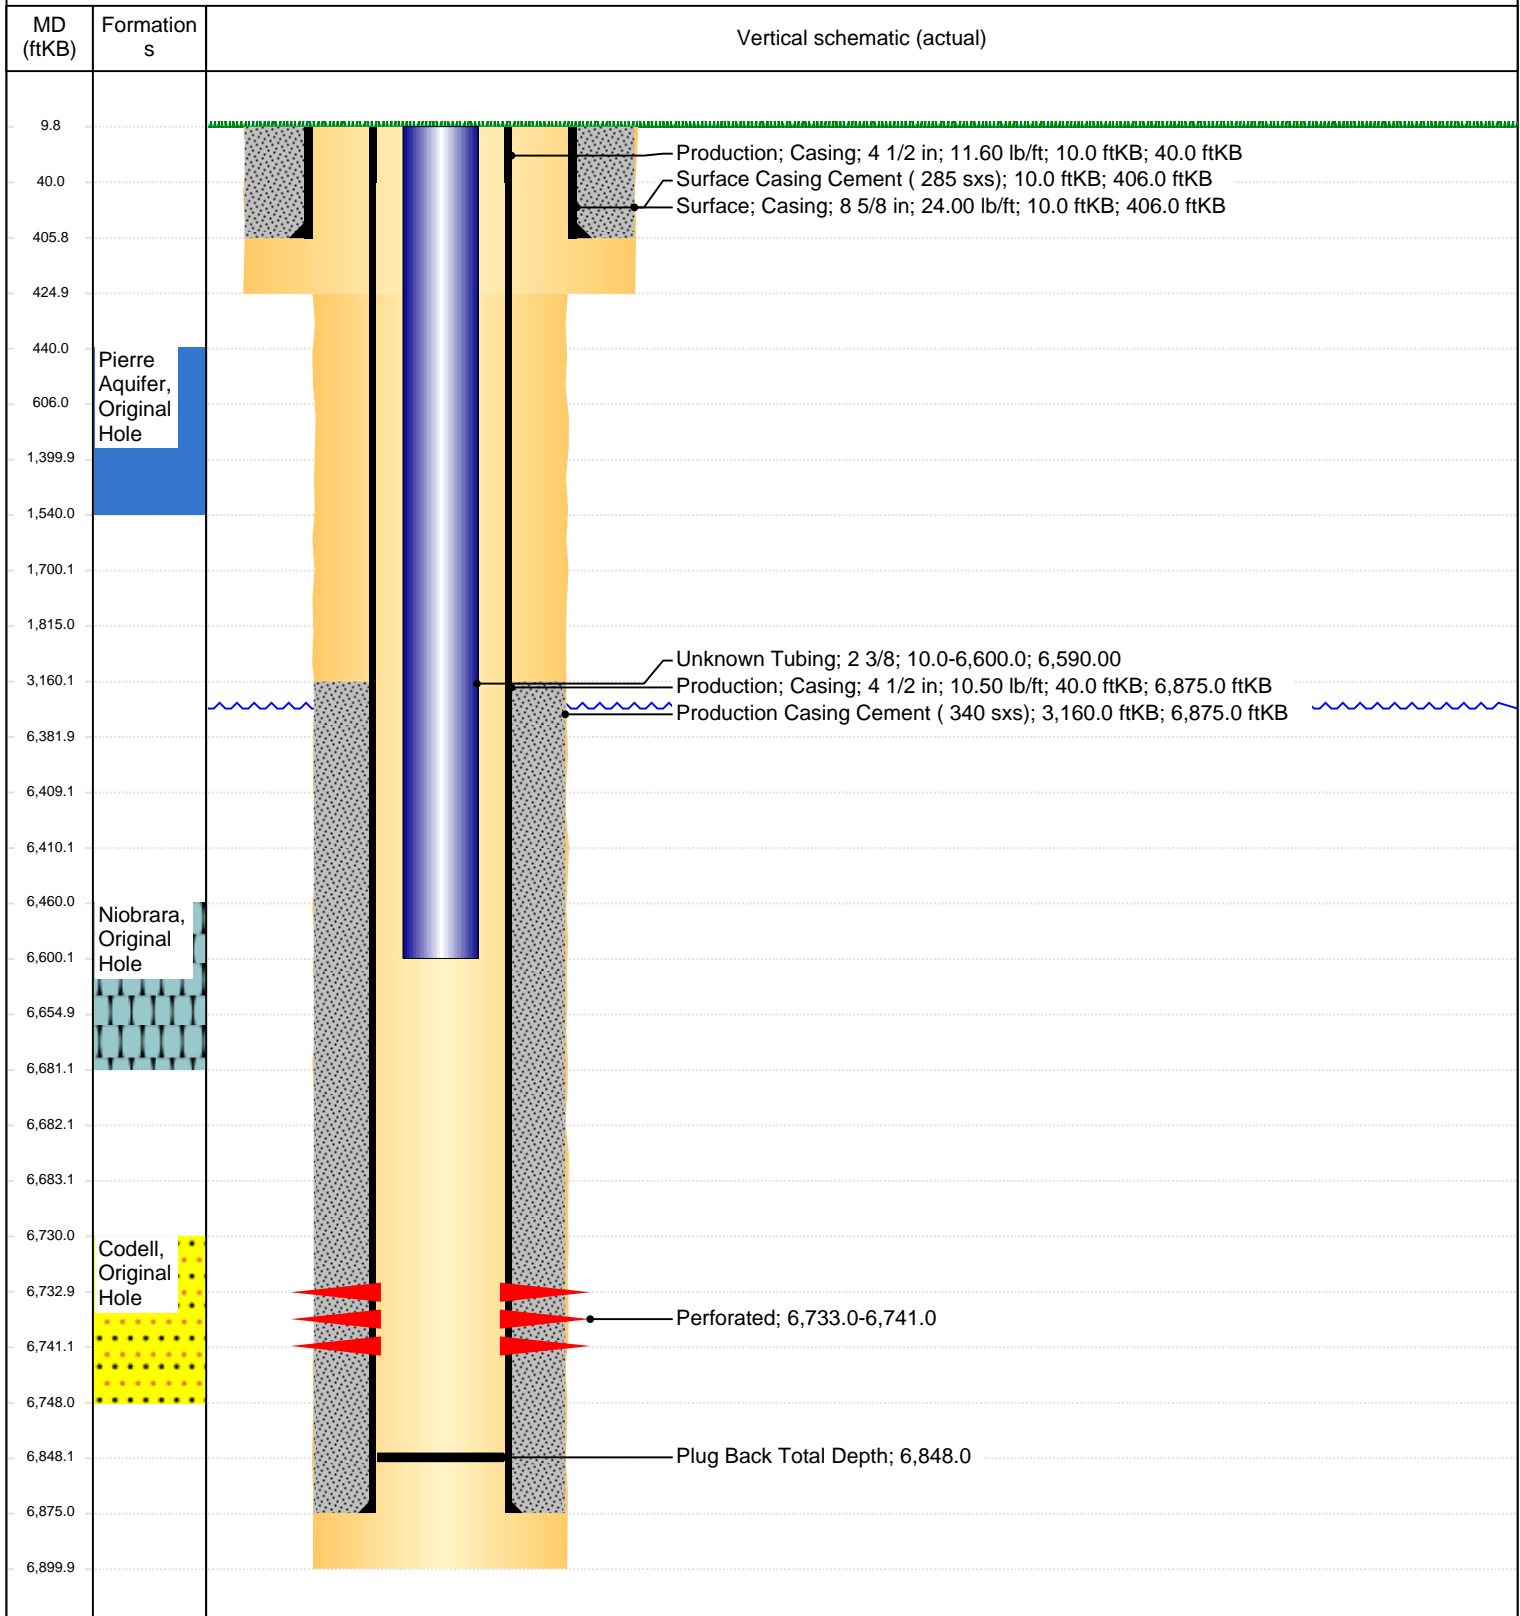 MD
(ftKB)
Formation
s
Vertical schematic (actual)
9.8
Production; Casing; 4 1/2 in; 11.60 lb/ft; 10.0 ftKB; 40.0 ftKB
40.0
Surface Casing Cement ( 285 sxs); 10.0 ftKB; 406.0 ftKB
Surface; Casing; 8 5/8 in; 24.00 lb/ft; 10.0 ftKB; 406.0 ftKB
405.8
424.9
440.0
Pierre
Aquifer,
Original
Hole
606.0
1,399.9
1,540.0
1,700.1
1,815.0
Unknown Tubing; 2 3/8; 10.0-6,600.0; 6,590.00
3,160.1
Production; Casing; 4 1/2 in; 10.50 lb/ft; 40.0 ftKB; 6,875.0 ftKB
Production Casing Cement ( 340 sxs); 3,160.0 ftKB; 6,875.0 ftKB
6,381.9
6,409.1
6,410.1
6,460.0
Niobrara,
Original
Hole
6,600.1
6,654.9
6,681.1
6,682.1
6,683.1
6,730.0
Codell,
Original
Hole
6,732.9
Perforated; 6,733.0-6,741.0
6,741.1
6,748.0
6,848.1
Plug Back Total Depth; 6,848.0
6,875.0
6,899.9